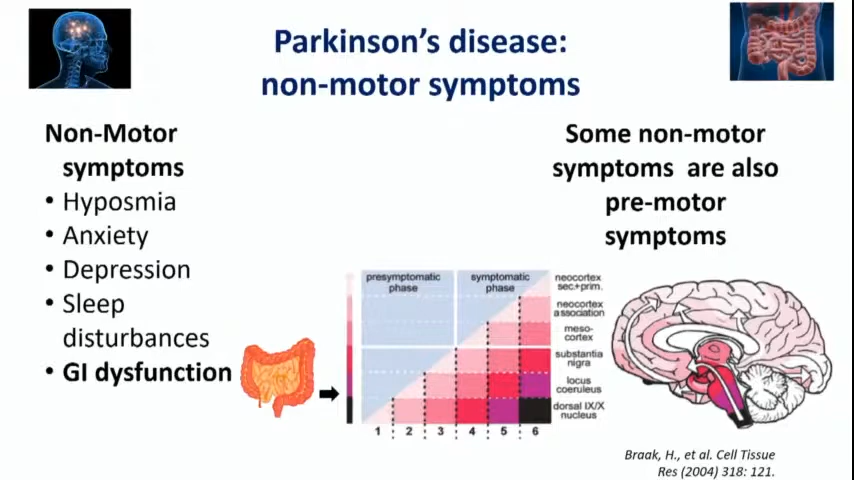 Parkinson's disease:
non-motor symptoms
Non-Motor
symptoms
• Hyposmia
• Anxiety
• Depression
• Sleep
disturbances
• GI dysfunction
Some non-motor
symptoms are also
pre-motor
symptoms
presymptomatic
phase
symptomatic
phase
neocortex
sec.+prim.
neocortex
association
meso-
cortex
substantia
nigra
locus
coeruleus
dorsal IX/X
nucleus
1 2 3 4 5 6
Braak, H., et al. Cell Tissue
Res (2004) 318: 121.